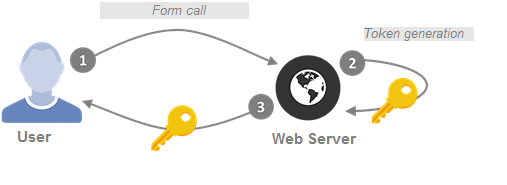 Form call
1
Token generation
2
3
User
Web Server